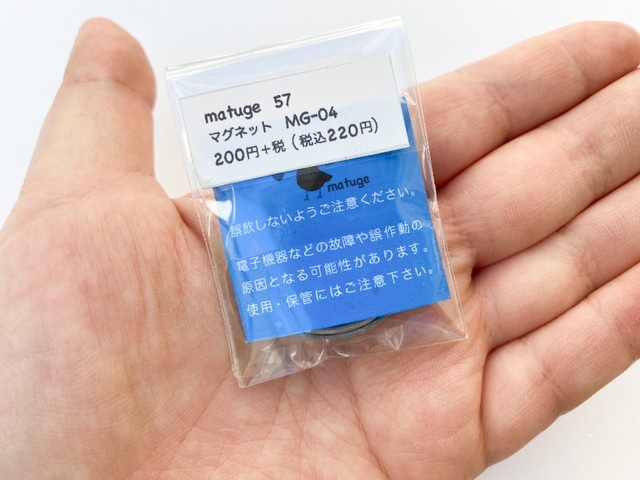 matuge 57
マグネット MG-04
200円+税(税込220円)
matuge
誤飲しないようご注意ください。
電子機器などの故障や誤作動の
原因となる可能性があります。
使用・保管にはご注意下さい。